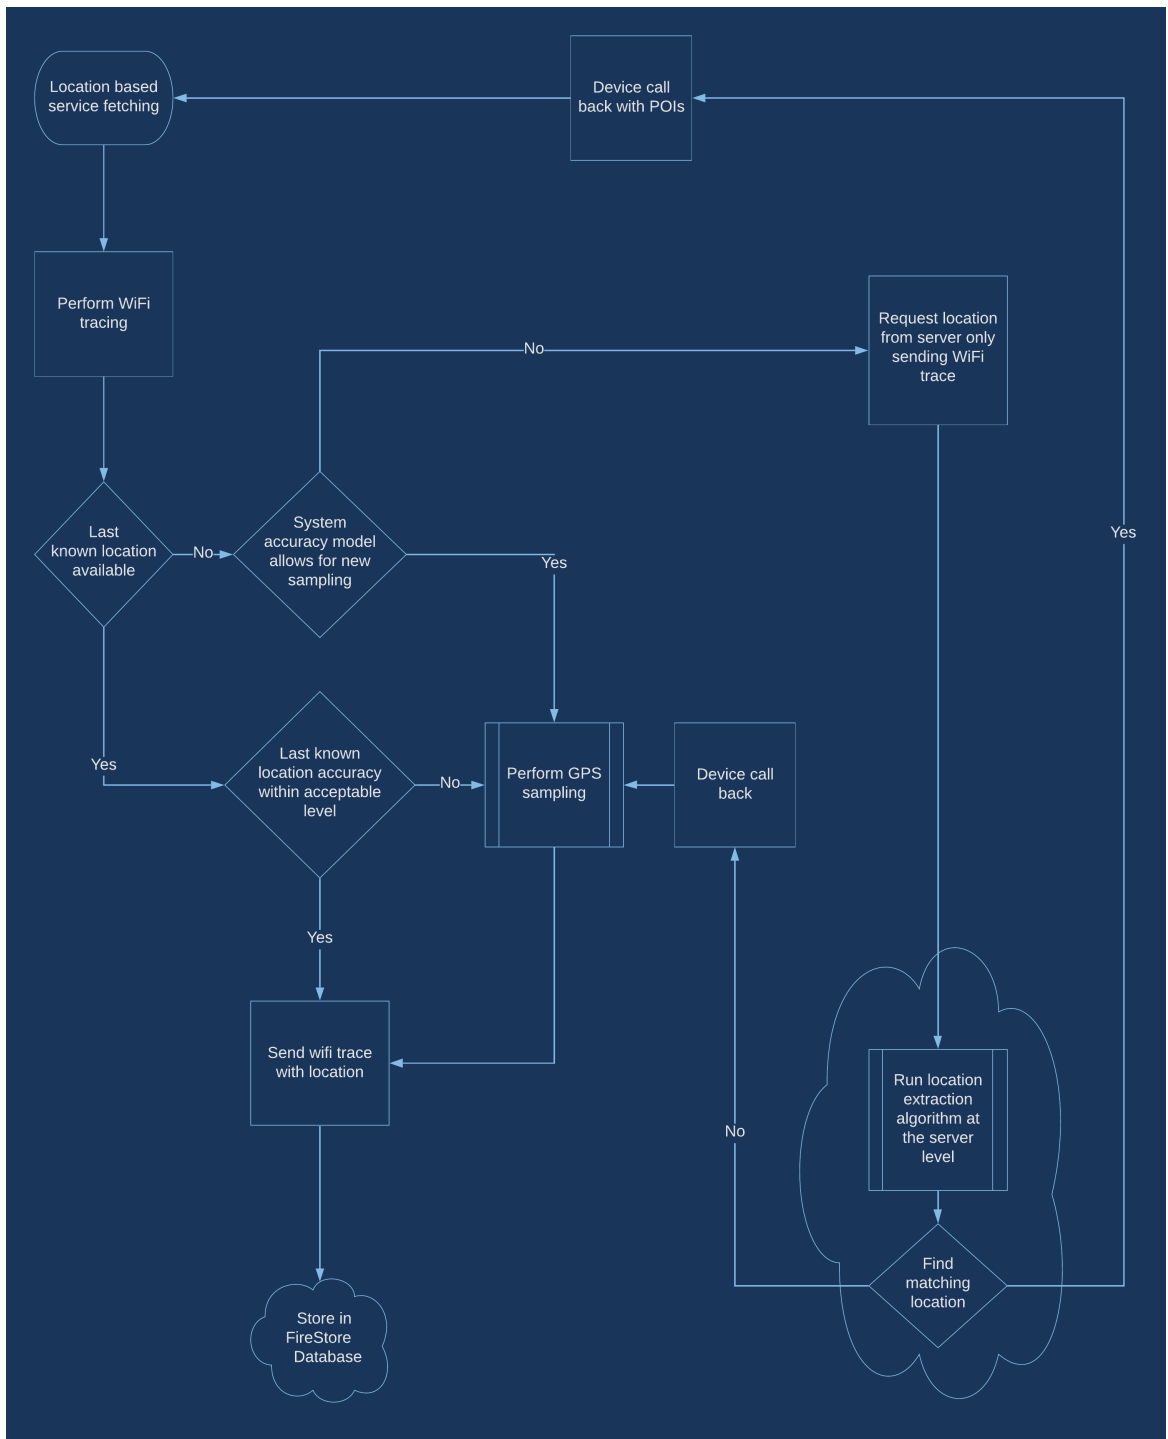 Location based
service fetching
Device call
back with POIs
Perform WiFi
tracing
Request location
from server only
sending WiFi
trace
No
Last
known location
available
No
System
accuracy model
allows for new
sampling
Yes
Yes
Yes
Last known
location accuracy
within acceptable
level
No
Perform GPS
sampling
Device call
back
Yes
Send wifi trace
with location
No
Run location
extraction
algorithm at
the server
level
Find
matching
location
Store in
FireStore
Database